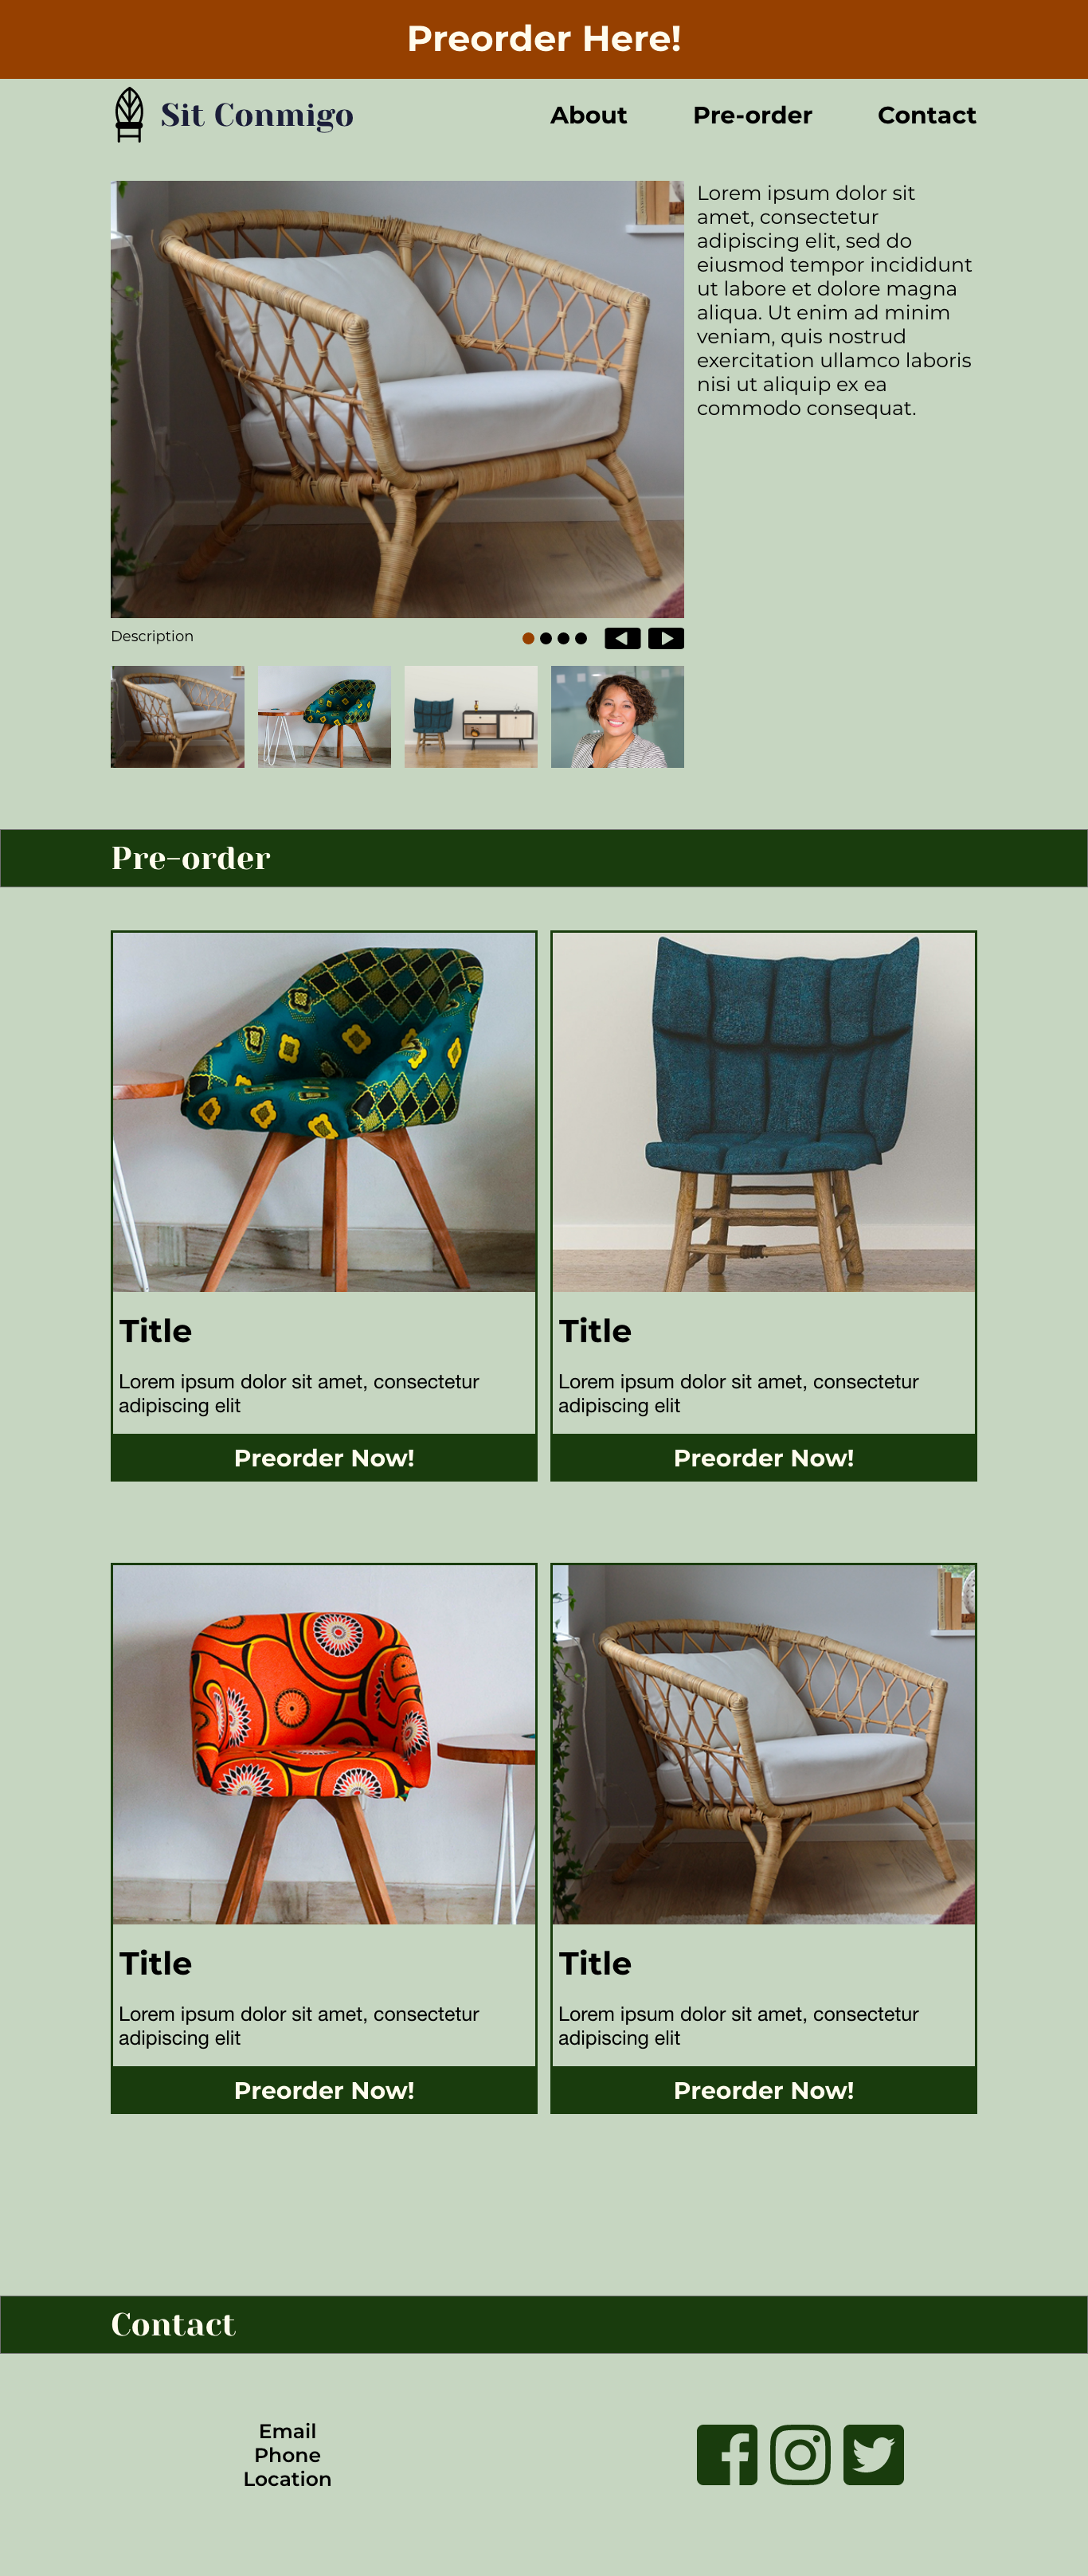 Preorder Here!
Sit Conmigo
About
Pre-order
Contact
Lorem ipsum dolor sit
amet, consectetur
adipiscing elit, sed do
eiusmod tempor incididunt
ut labore et dolore magna
aliqua. Ut enim ad minim
veniam, quis nostrud
exercitation ullamco laboris
nisi ut aliquip ex ea
commodo consequat.
Description
Pre-order
Title
Lorem ipsum dolor sit amet, consectetur
adipiscing elit
Preorder Now!
Title
Lorem ipsum dolor sit amet, consectetur
adipiscing elit
Preorder Now!
Title
Lorem ipsum dolor sit amet, consectetur
adipiscing elit
Preorder Now!
Title
Lorem ipsum dolor sit amet, consectetur
adipiscing elit
Preorder Now!
Contact
Email
Phone
Location